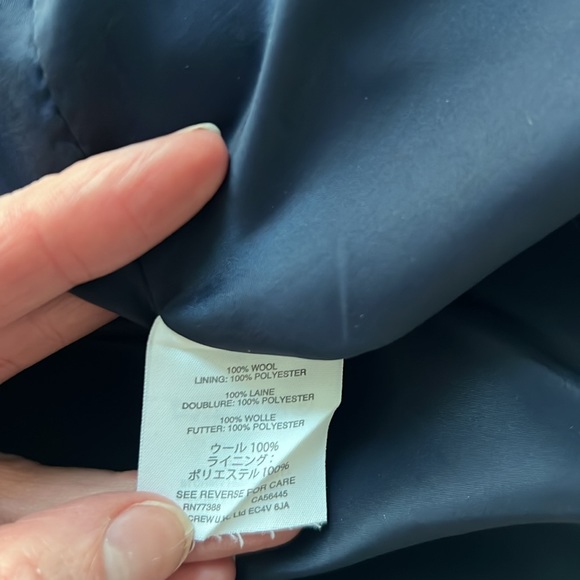 100% WOOL
LINING: 100% POLYESTER
100% LAINE
DOUBLURE: 100% POLYESTER
100% WOLLE
FUTTER: 100% POLYESTER
ウール 100%
ライニング:
ポリエステル 100%
SEE REVERSE FOR CARE
RN77388 CA56445
CREW U.K. Ltd EC4V 6JA